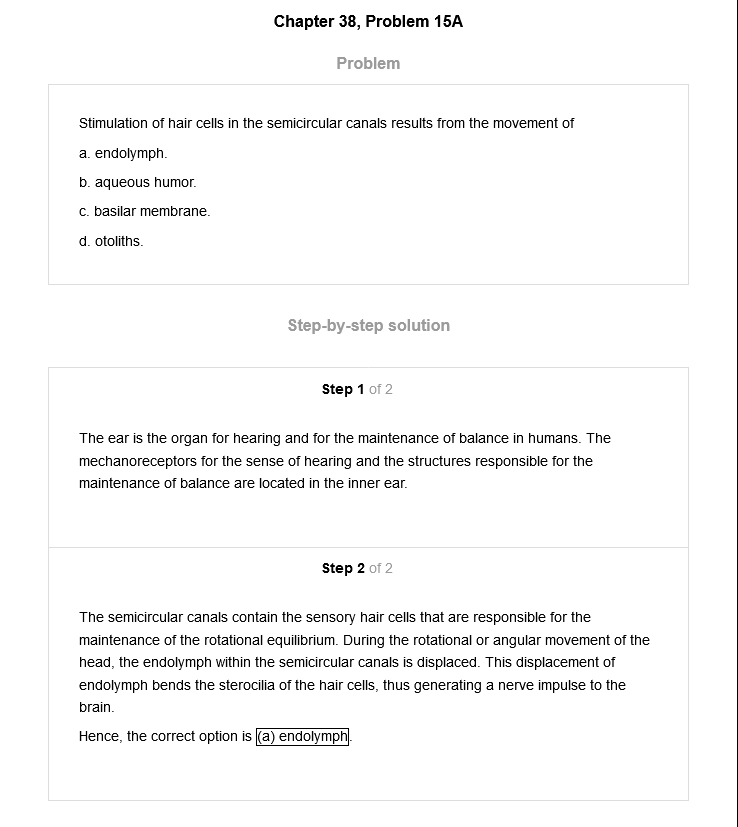 Chapter 38, Problem 15A
Problem
Stimulation of hair cells in the semicircular canals results from the movement of
a. endolymph.
b. aqueous humor.
c. basilar membrane.
d. otoliths.
Step-by-step solution
Step 1 of 2
The ear is the organ for hearing and for the maintenance of balance in humans. The
mechanoreceptors for the sense of hearing and the structures responsible for the
maintenance of balance are located in the inner ear.
Step 2 of 2
The semicircular canals contain the sensory hair cells that are responsible for the
maintenance of the rotational equilibrium. During the rotational or angular movement of the
head, the endolymph within the semicircular canals is displaced. This displacement of
endolymph bends the sterocilia of the hair cells, thus generating a nerve impulse to the
brain.
Hence, the correct option is (a) endolymph.